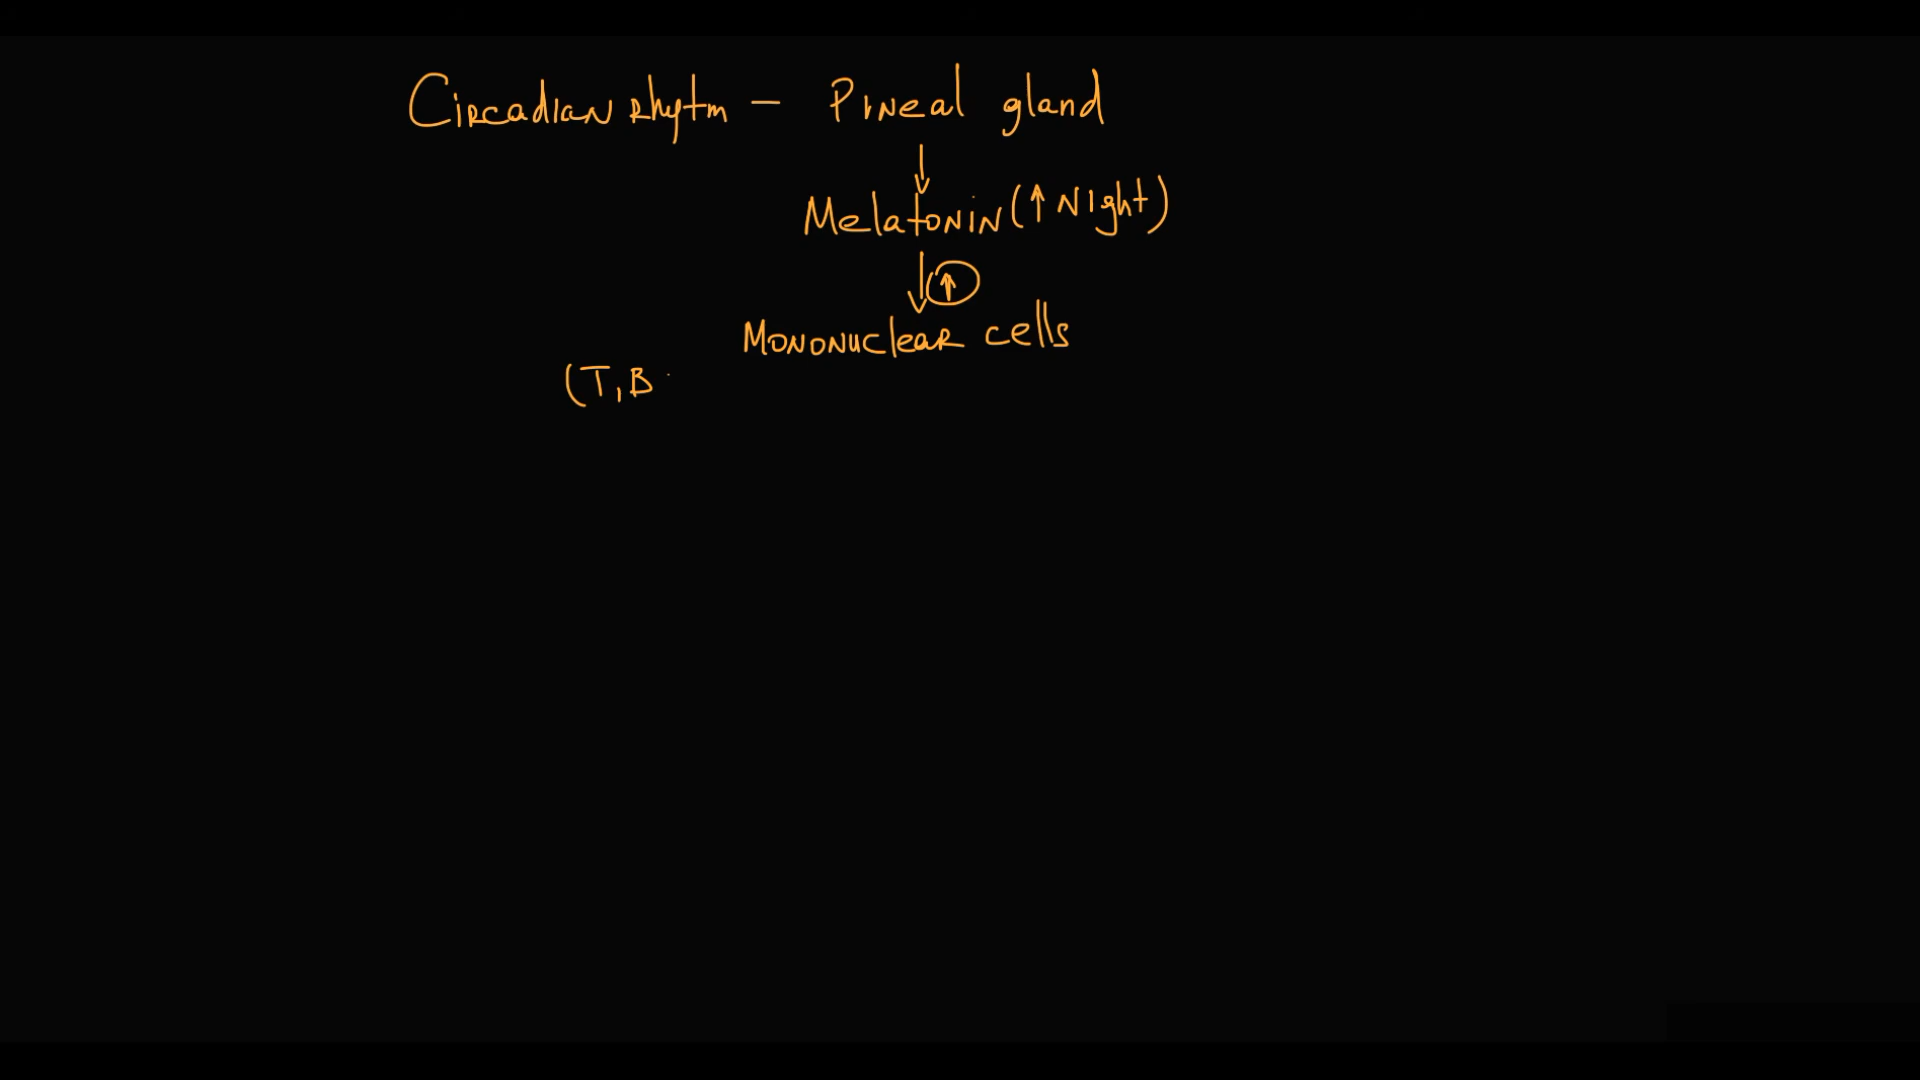 Circadian rhytm - Pineal gland
↓
Melatonin (↑ Night)
↓ ↑
Mononuclear cells
(T, B